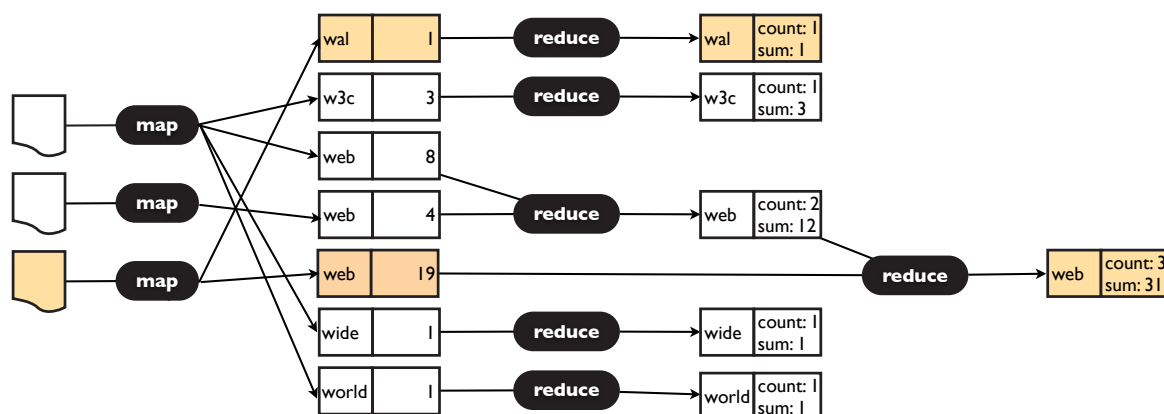 wal 1 reduce wal count: 1
sum: 1
w3c 3 reduce w3c count: 1
sum: 3
map
web 8
map
web 4 reduce web count: 2
sum: 12
map
web 19 reduce web count: 3
sum: 31
wide 1 reduce wide count: 1
sum: 1
world 1 reduce world count: 1
sum: 1